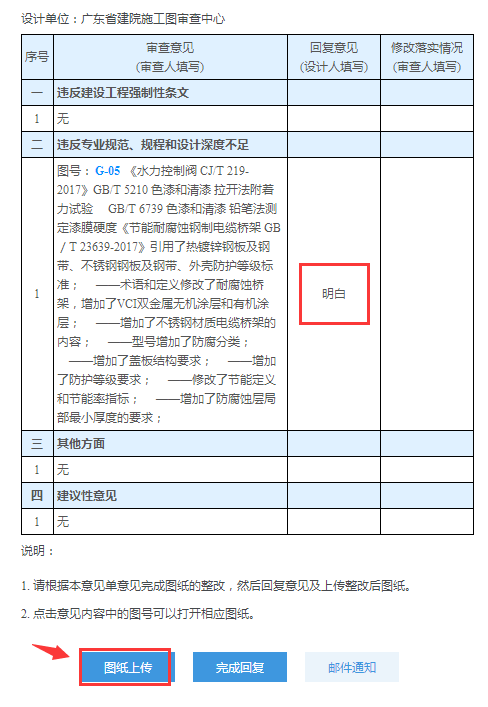 设计单位：广东省建院施工图审查中心
序号
审查意见
(审查人填写)
回复意见
(设计人填写)
修改落实情况
(审查人填写)
一 违反建设工程强制性条文
1 无
二 违反专业规范、规程和设计深度不足
图号： G-05 《水力控制阀 CJ/T 219-
2017》GB/T 5210 色漆和清漆 拉开法附着
力试验 GB/T 6739 色漆和清漆 铅笔法测
定漆膜硬度《节能耐腐蚀钢制电缆桥架 GB
/ T 23639-2017》引用了热镀锌钢板及钢
带、不锈钢钢板及钢带、外壳防护等级标
准； ——术语和定义修改了耐腐蚀桥
1
架，增加了VCI双金属无机涂层和有机涂
明白
层； ——增加了不锈钢材质电缆桥架的
内容； ——型号增加了防腐分类；
——增加了盖板结构要求； ——增加
了防护等级要求； ——修改了节能定义
和节能率指标； ——增加了防腐蚀层局
部最小厚度的要求；
三 其他方面
1 无
四 建议性意见
1 无
说明：
1. 请根据本意见单意见完成图纸的整改，然后回复意见及上传整改后图纸。
2. 点击意见内容中的图号可以打开相应图纸。
图纸上传 完成回复 邮件通知